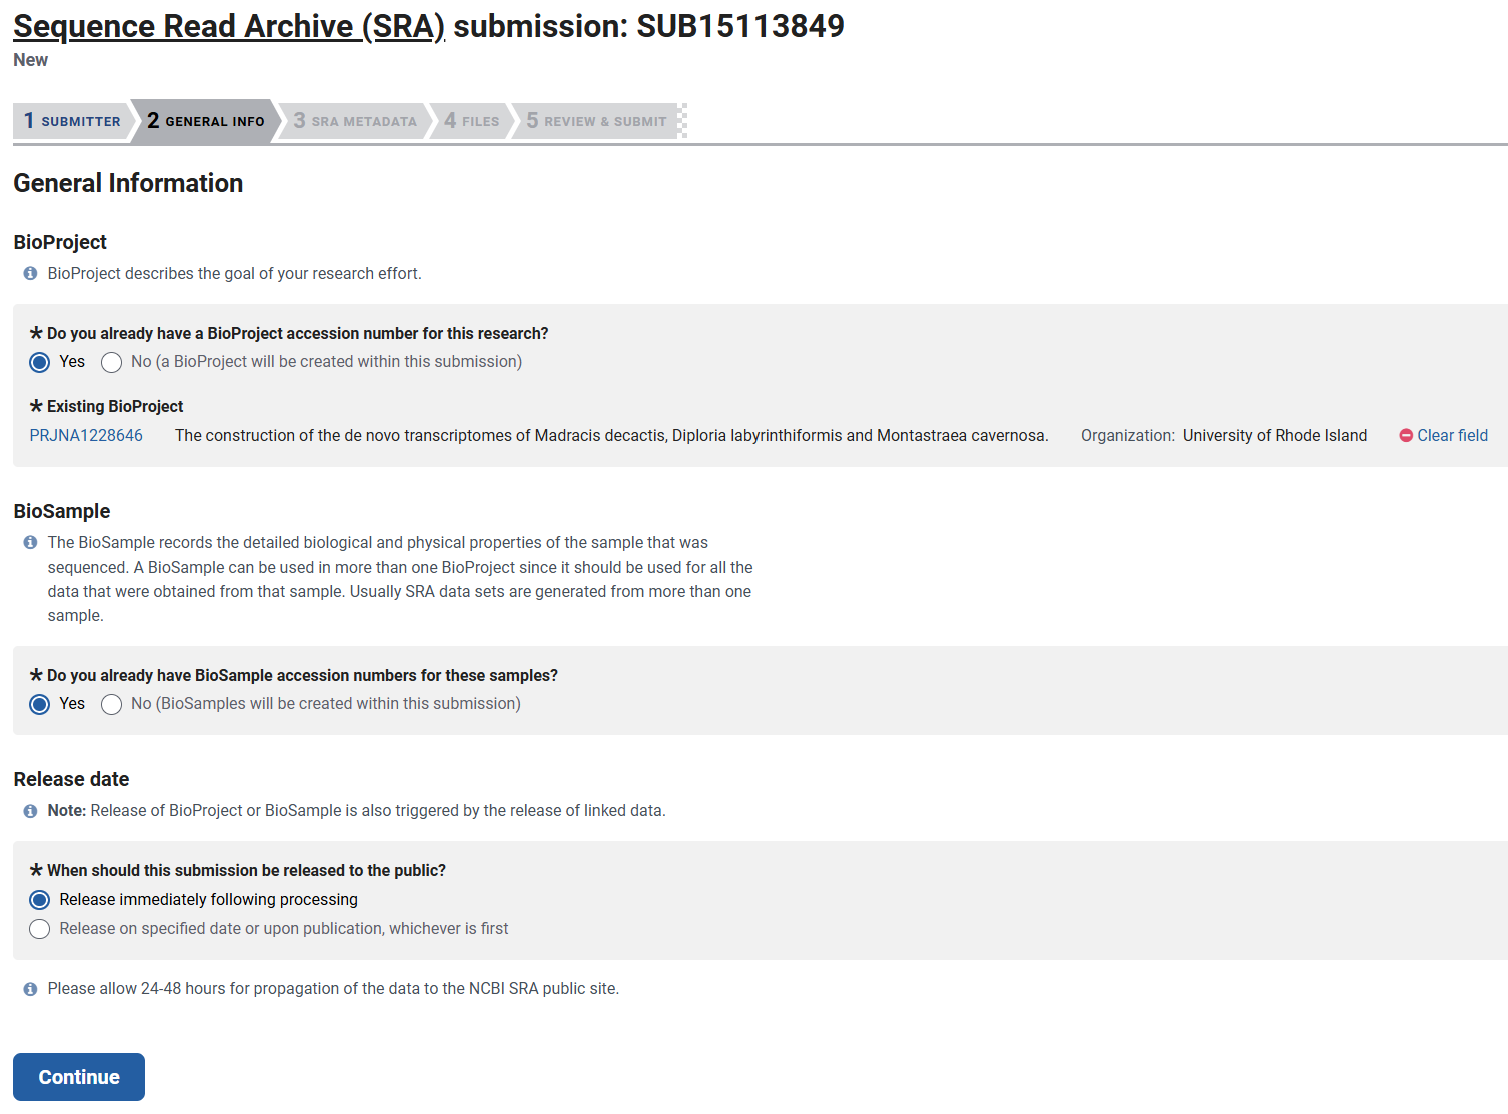 Sequence Read Archive (SRA) submission: SUB15113849
New
1 SUBMITTER 2 GENERAL INFO 3 SRA METADATA 4 FILES 5 REVIEW & SUBMIT
General Information
BioProject
BioProject describes the goal of your research effort.
* Do you already have a BioProject accession number for this research?
Yes No (a BioProject will be created within this submission)
* Existing BioProject
PRJNA1228646 The construction of the de novo transcriptomes of Madracis decactis, Diploria labyrinthiformis and Montastraea cavernosa. Organization: University of Rhode Island Clear field
BioSample
The BioSample records the detailed biological and physical properties of the sample that was
sequenced. A BioSample can be used in more than one BioProject since it should be used for all the
data that were obtained from that sample. Usually SRA data sets are generated from more than one
sample.
* Do you already have BioSample accession numbers for these samples?
Yes No (BioSamples will be created within this submission)
Release date
Note: Release of BioProject or BioSample is also triggered by the release of linked data.
* When should this submission be released to the public?
Release immediately following processing
Release on specified date or upon publication, whichever is first
Please allow 24-48 hours for propagation of the data to the NCBI SRA public site.
Continue